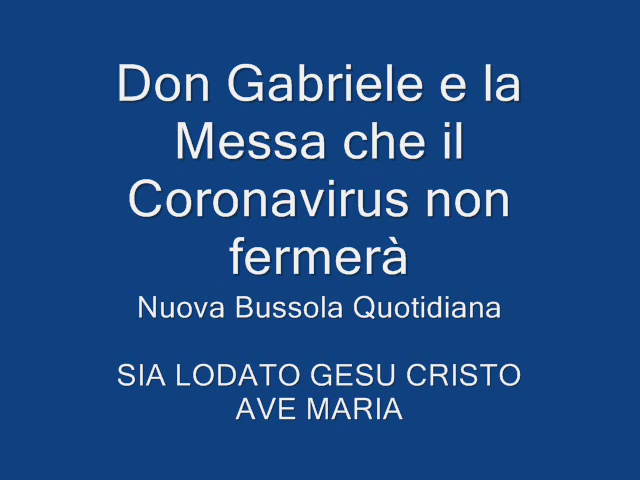 Don Gabriele e la
Messa che il
Coronavirus non
fermerà
Nuova Bussola Quotidiana
SIA LODATO GESU CRISTO
AVE MARIA